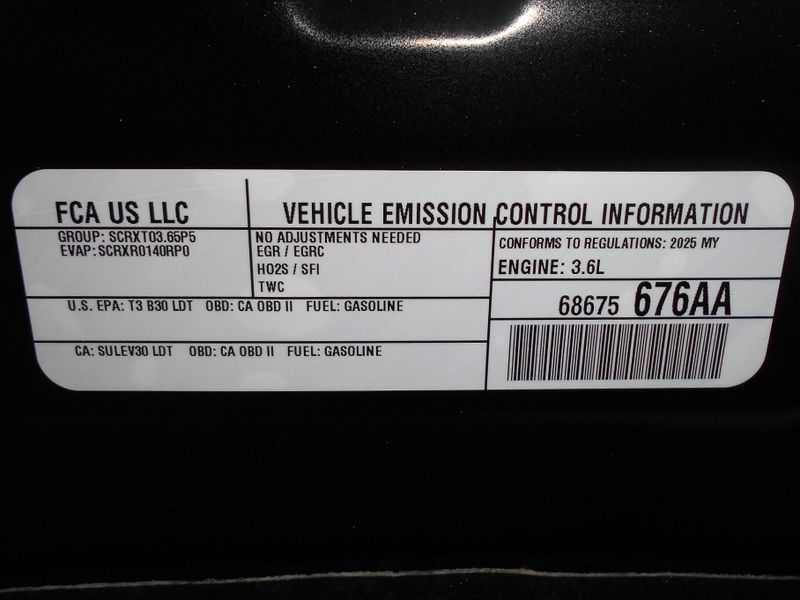 FCA US LLC
VEHICLE EMISSION CONTROL INFORMATION
GROUP: SCRXT03.65P5
EVAP: SCRXR0140RP0
NO ADJUSTMENTS NEEDED
EGR / EGRC
HO2S / SFI
TWC
CONFORMS TO REGULATIONS: 2025 MY
ENGINE: 3.6L
U.S. EPA: T3 B30 LDT OBD: CA OBD II FUEL: GASOLINE
68675 676AA
CA: SULEV30 LDT OBD: CA OBD II FUEL: GASOLINE